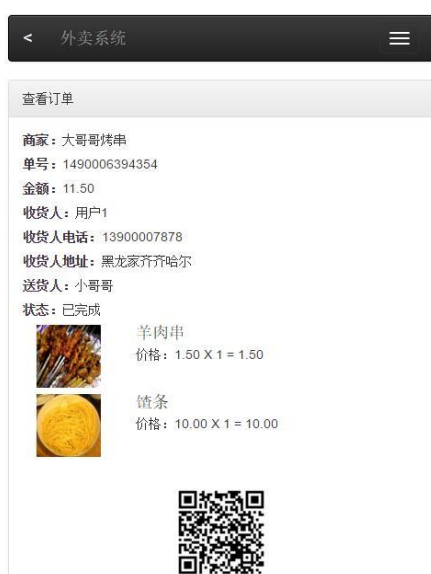 < 外卖系统
查看订单
商家：大哥哥烤串
单号：1490006394354
金额：11.50
收货人：用户1
收货人电话：13900007878
收货人地址：黑龙家齐齐哈尔
送货人：小哥哥
状态：已完成
羊肉串
价格：1.50 X 1 = 1.50
馇条
价格：10.00 X 1 = 10.00